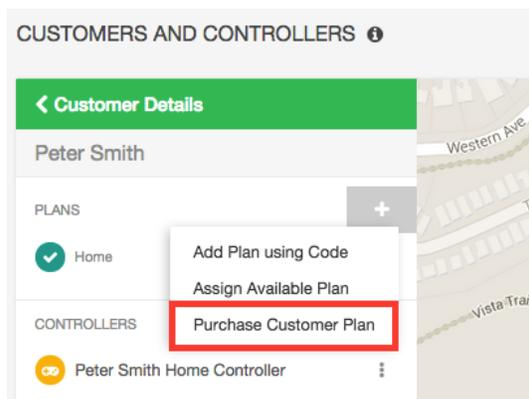 CUSTOMERS AND CONTROLLERS
Customer Details
Peter Smith
PLANS
Home
Add Plan using Code
Assign Available Plan
Purchase Customer Plan
CONTROLLERS
Peter Smith Home Controller
Western Ave
Vista Trai